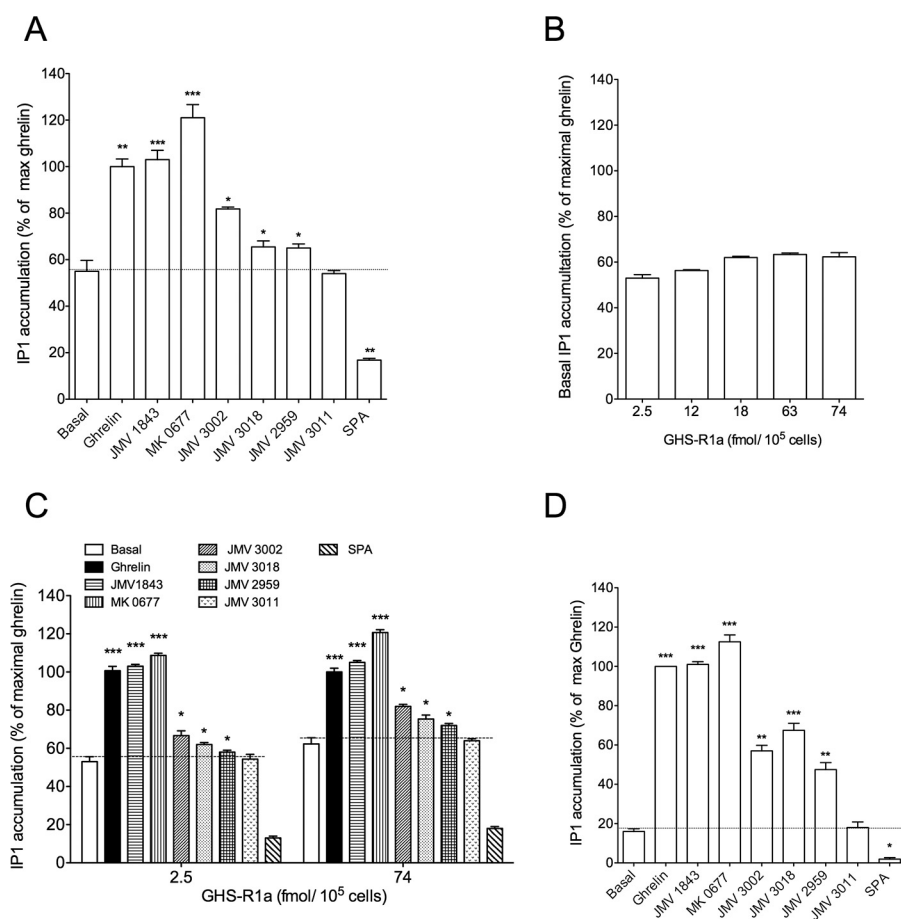 A
IP1 accumulation (% of max ghrelin)
140
120
100
80
60
40
20
0
**
***
***
*
*
*
**
Basal
Ghrelin
JMV 1843
MK 0677
JMV 3002
JMV 3018
JMV 2959
JMV 3011
SPA
B
Basal IP1 accumultation (% of maximal ghrelin)
140
120
100
80
60
40
20
0
2.5 12 18 63 74
GHS-R1a (fmol/ 10⁵ cells)
C
Basal
Ghrelin
JMV1843
MK 0677
JMV 3002
JMV 3018
JMV 2959
JMV 3011
SPA
IP1 accumulation (% of maximal ghrelin)
140
120
100
80
60
40
20
0
*** *** ***
* * *
*** *** ***
* * *
2.5 74
GHS-R1a (fmol/ 10⁵ cells)
D
IP1 accumulation (% of max Ghrelin)
140
120
100
80
60
40
20
0
***
***
***
**
***
**
*
Basal
Ghrelin
JMV 1843
MK 0677
JMV 3002
JMV 3018
JMV 2959
JMV 3011
SPA